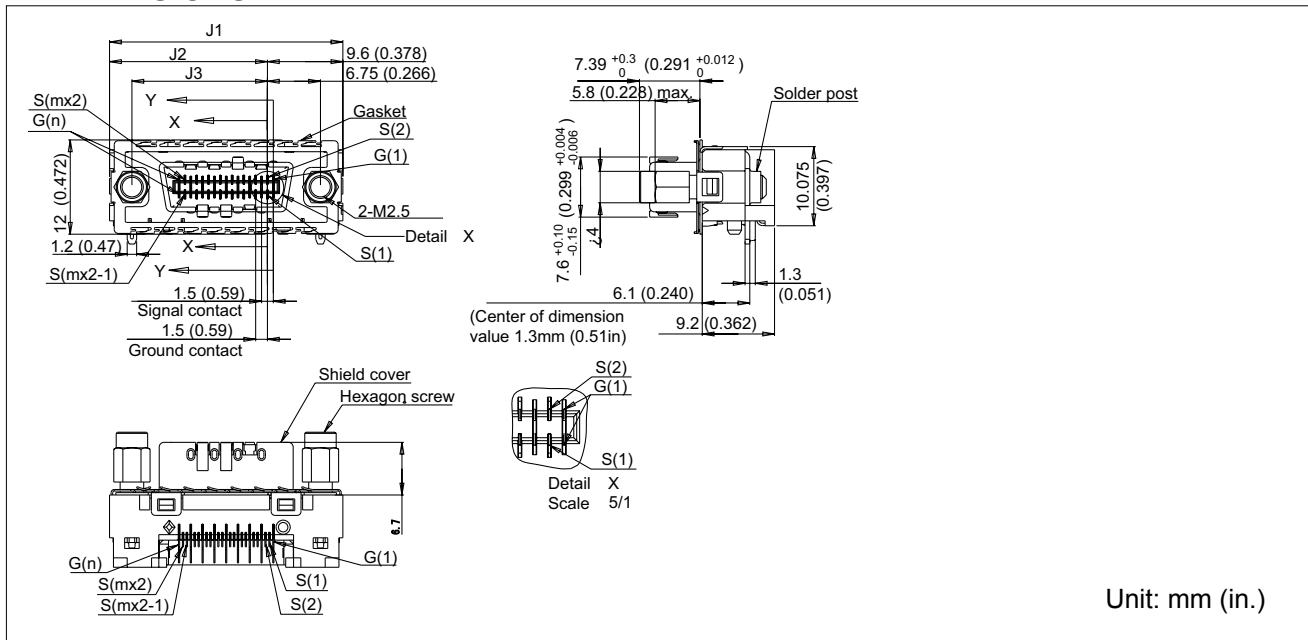 J1
J2
9.6 (0.378)
J3
6.75 (0.266)
S(mx2)
Y
G(n)
X
Gasket
S(2)
G(1)
12 (0.472)
2-M2.5
Detail X
1.2 (0.47)
X
S(1)
S(mx2-1)
Y
1.5 (0.59)
Signal contact
1.5 (0.59)
Ground contact
7.39 +0.3 0 (0.291 +0.012 0 )
5.8 (0.228) max.
Solder post
7.6 +0.10 -0.15 (0.299 +0.004 -0.006 )
¿4
10.075 (0.397)
1.3
(0.051)
6.1 (0.240)
(Center of dimension
value 1.3mm (0.51in)
9.2 (0.362)
Shield cover
Hexagon screw
6.7
G(n)
G(1)
S(mx2)
S(1)
S(mx2-1)
S(2)
S(2)
G(1)
S(1)
Detail X
Scale 5/1
Unit: mm (in.)